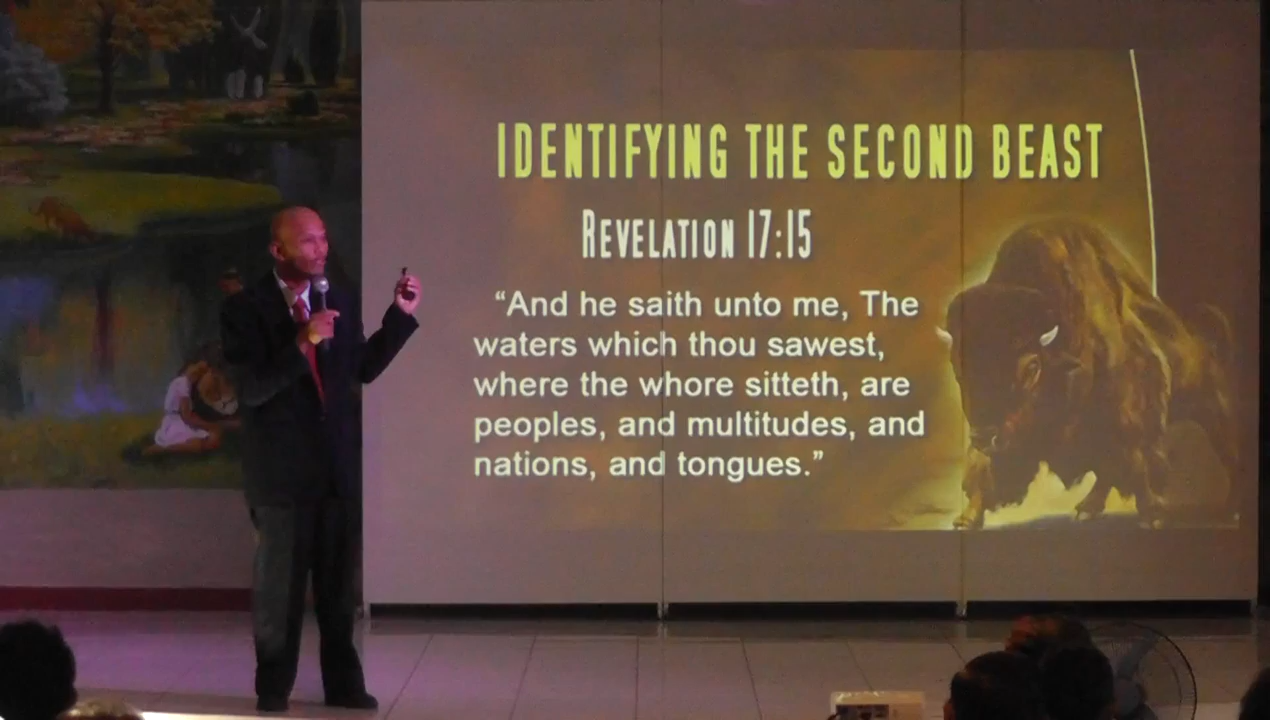 IDENTIFYING THE SECOND BEAST
REVELATION 17:15
“And he saith unto me, The
waters which thou sawest,
where the whore sitteth, are
peoples, and multitudes, and
nations, and tongues.”